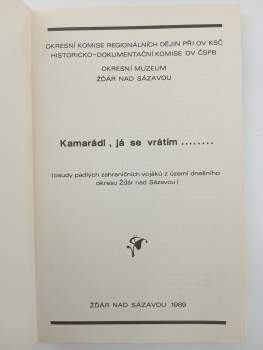 OKRESNÍ KOMISE REGIONÁLNÍCH DĚJIN PŘI OV KSČ
HISTORICKO-DOKUMENTAČNÍ KOMISE OV ČSPB
OKRESNÍ MUZEUM
ŽĎÁR NAD SÁZAVOU
Kamarádi, já se vrátím ........
(osudy padlých zahraničních vojáků z území dnešního
okresu Žďár nad Sázavou)
ŽĎÁR NAD SÁZAVOU 1989